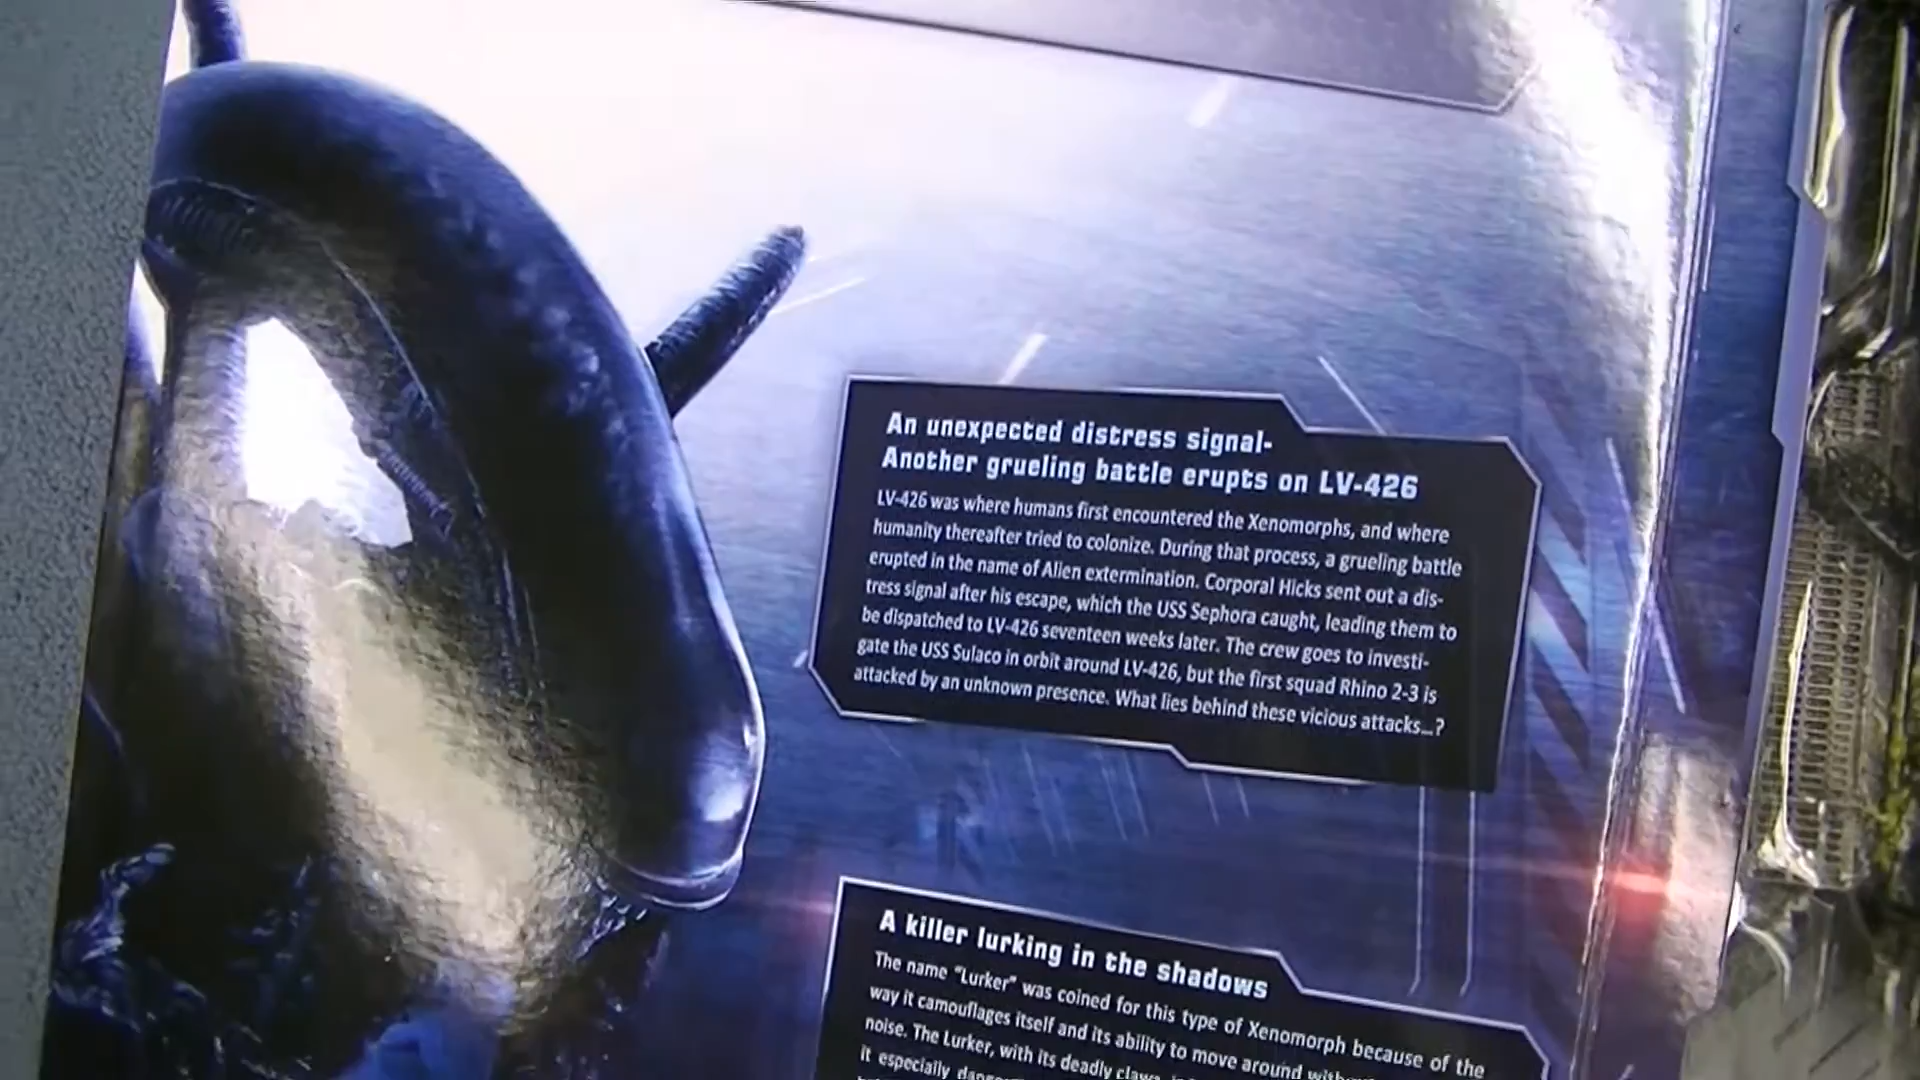 An unexpected distress signal-
Another grueling battle erupts on LV-426
LV-426 was where humans first encountered the Xenomorphs, and where
humanity thereafter tried to colonize. During that process, a grueling battle
erupted in the name of Alien extermination. Corporal Hicks sent out a dis-
tress signal after his escape, which the USS Sephora caught, leading them to
be dispatched to LV-426 seventeen weeks later. The crew goes to investi-
gate the USS Sulaco in orbit around LV-426, but the first squad Rhino 2-3 is
attacked by an unknown presence. What lies behind these vicious attacks...?
A killer lurking in the shadows
The name “Lurker” was coined for this type of Xenomorph because of the
way it camouflages itself and its ability to move around
noise. The Lurker, with its deadly claws,
it especially